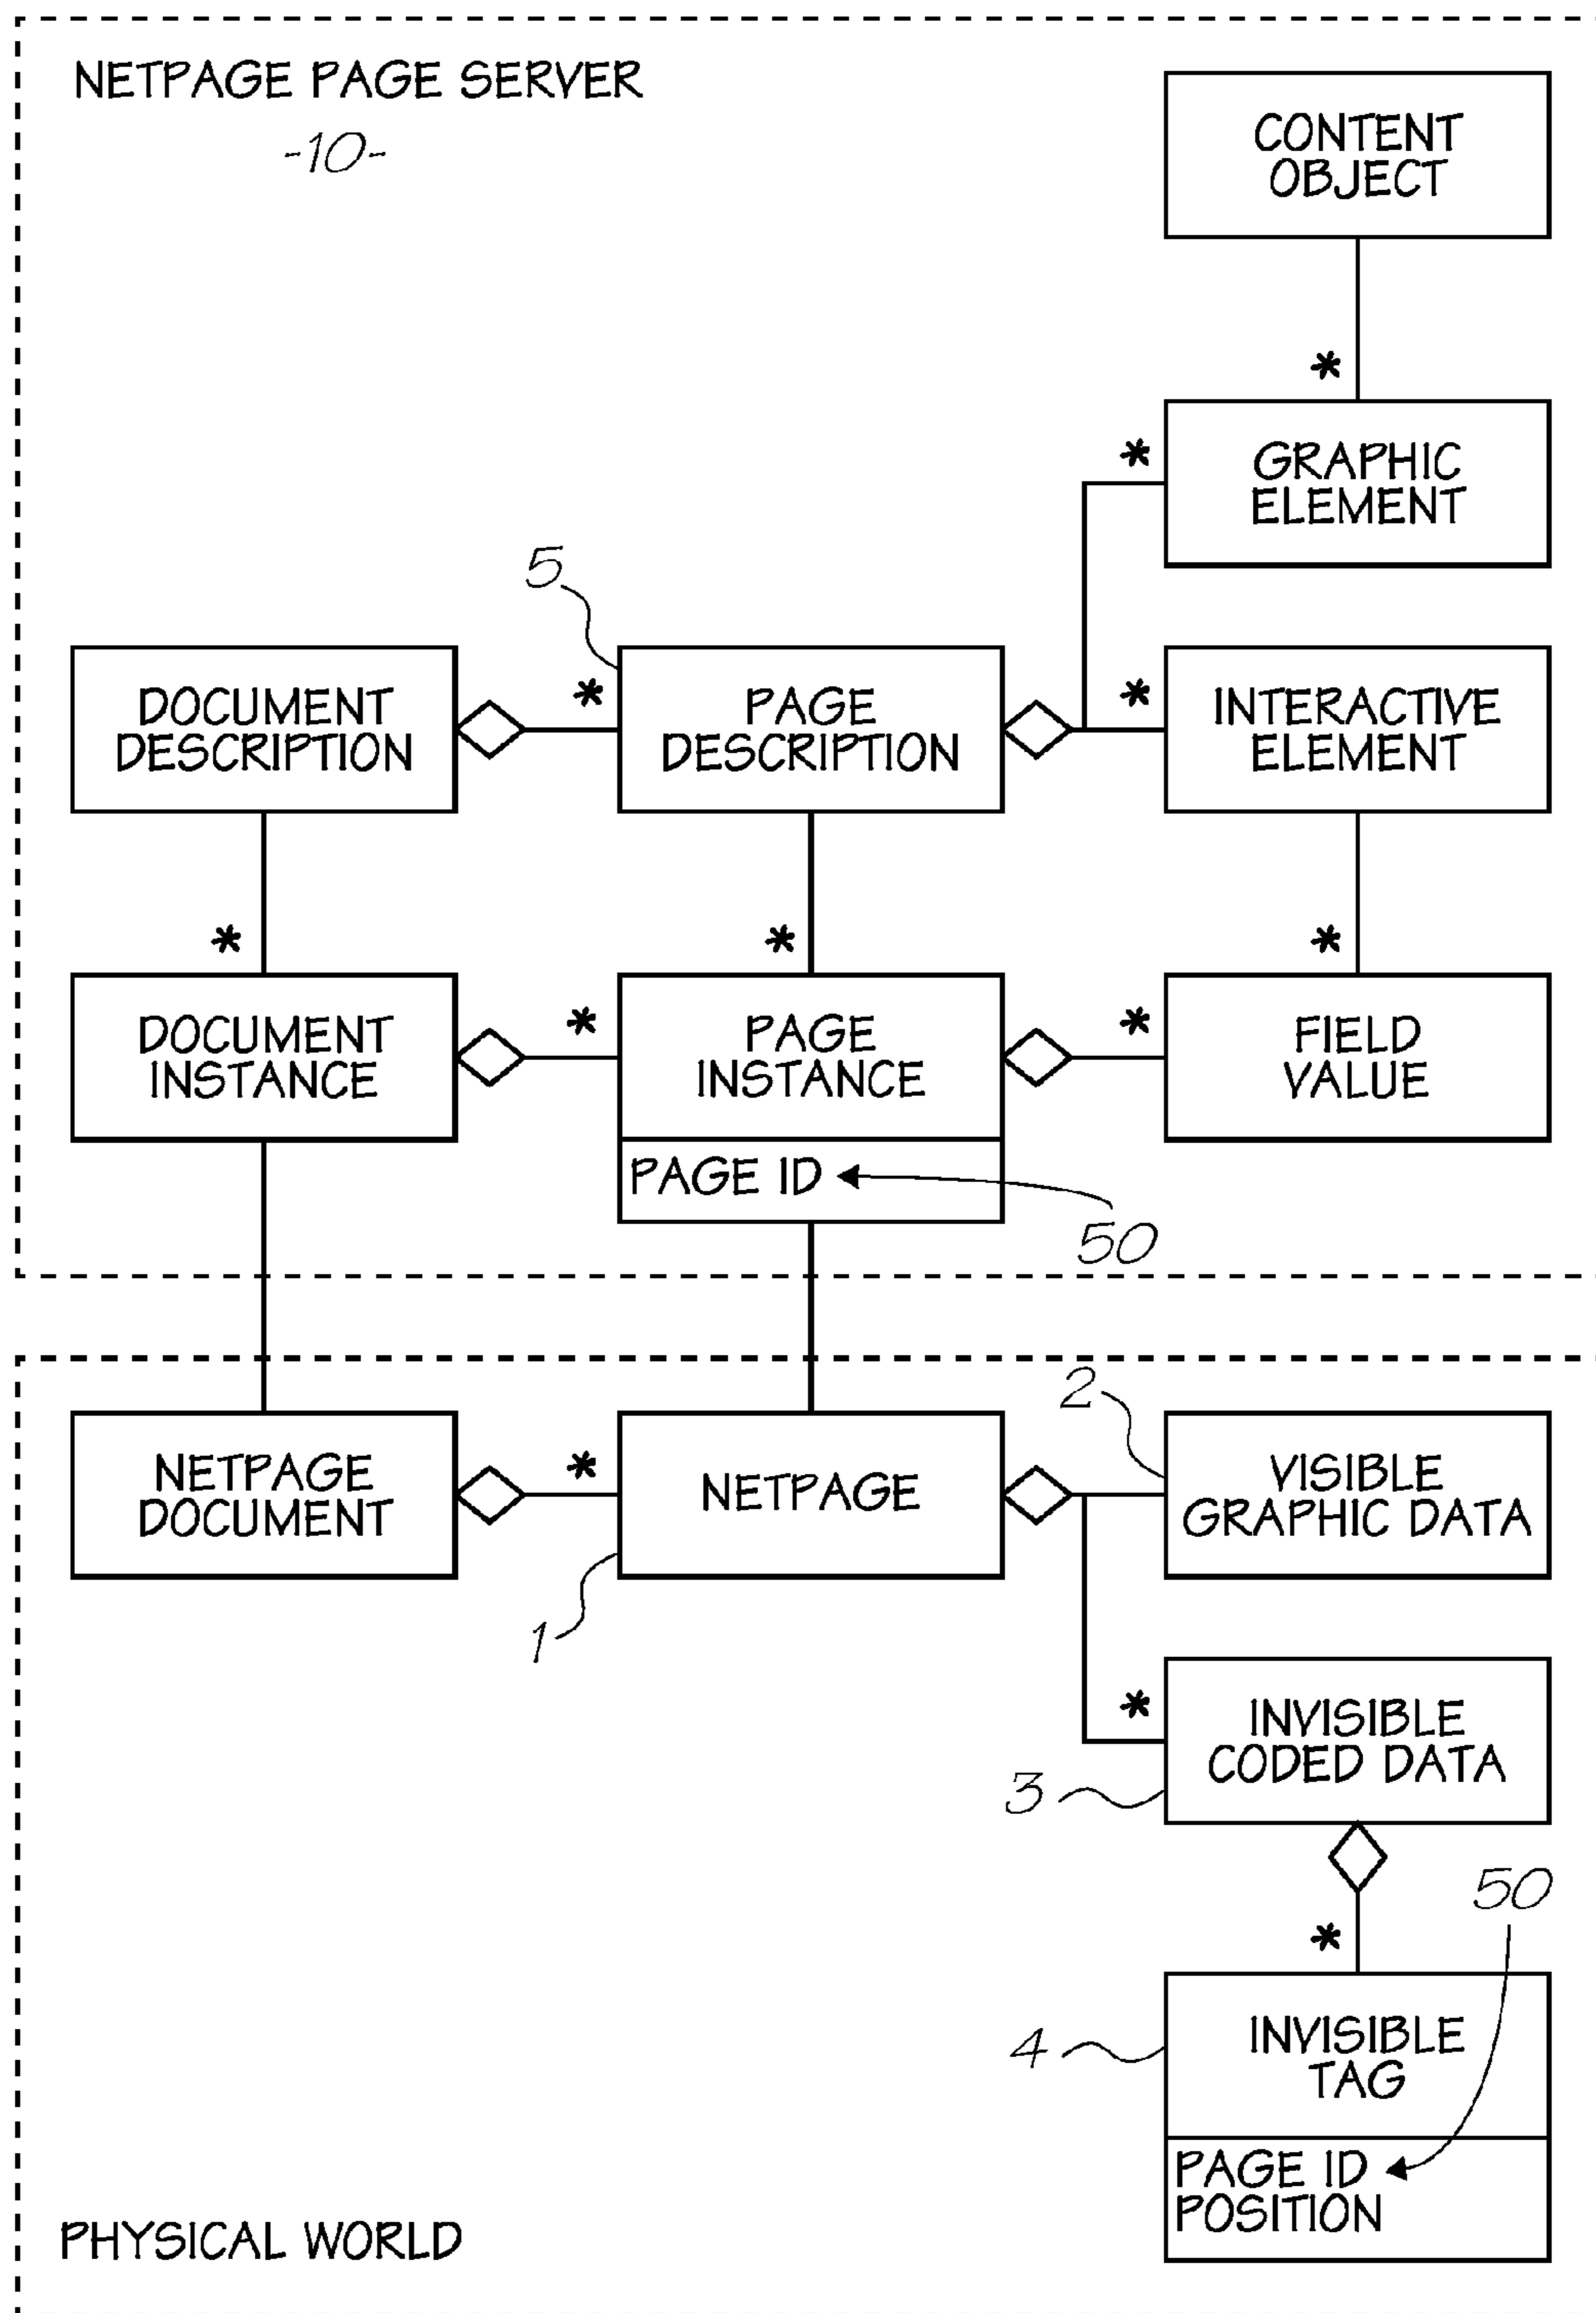 NETPAGE PAGE SERVER
-10-
CONTENT
OBJECT
*
*
GRAPHIC
ELEMENT
5
DOCUMENT
DESCRIPTION
*
PAGE
DESCRIPTION
*
INTERACTIVE
ELEMENT
*
*
*
DOCUMENT
INSTANCE
*
PAGE
INSTANCE
*
FIELD
VALUE
PAGE ID
50
NETPAGE
DOCUMENT
*
NETPAGE
1
2
VISIBLE
GRAPHIC DATA
*
INVISIBLE
CODED DATA
3
*
50
4
INVISIBLE
TAG
PAGE ID
POSITION
PHYSICAL WORLD